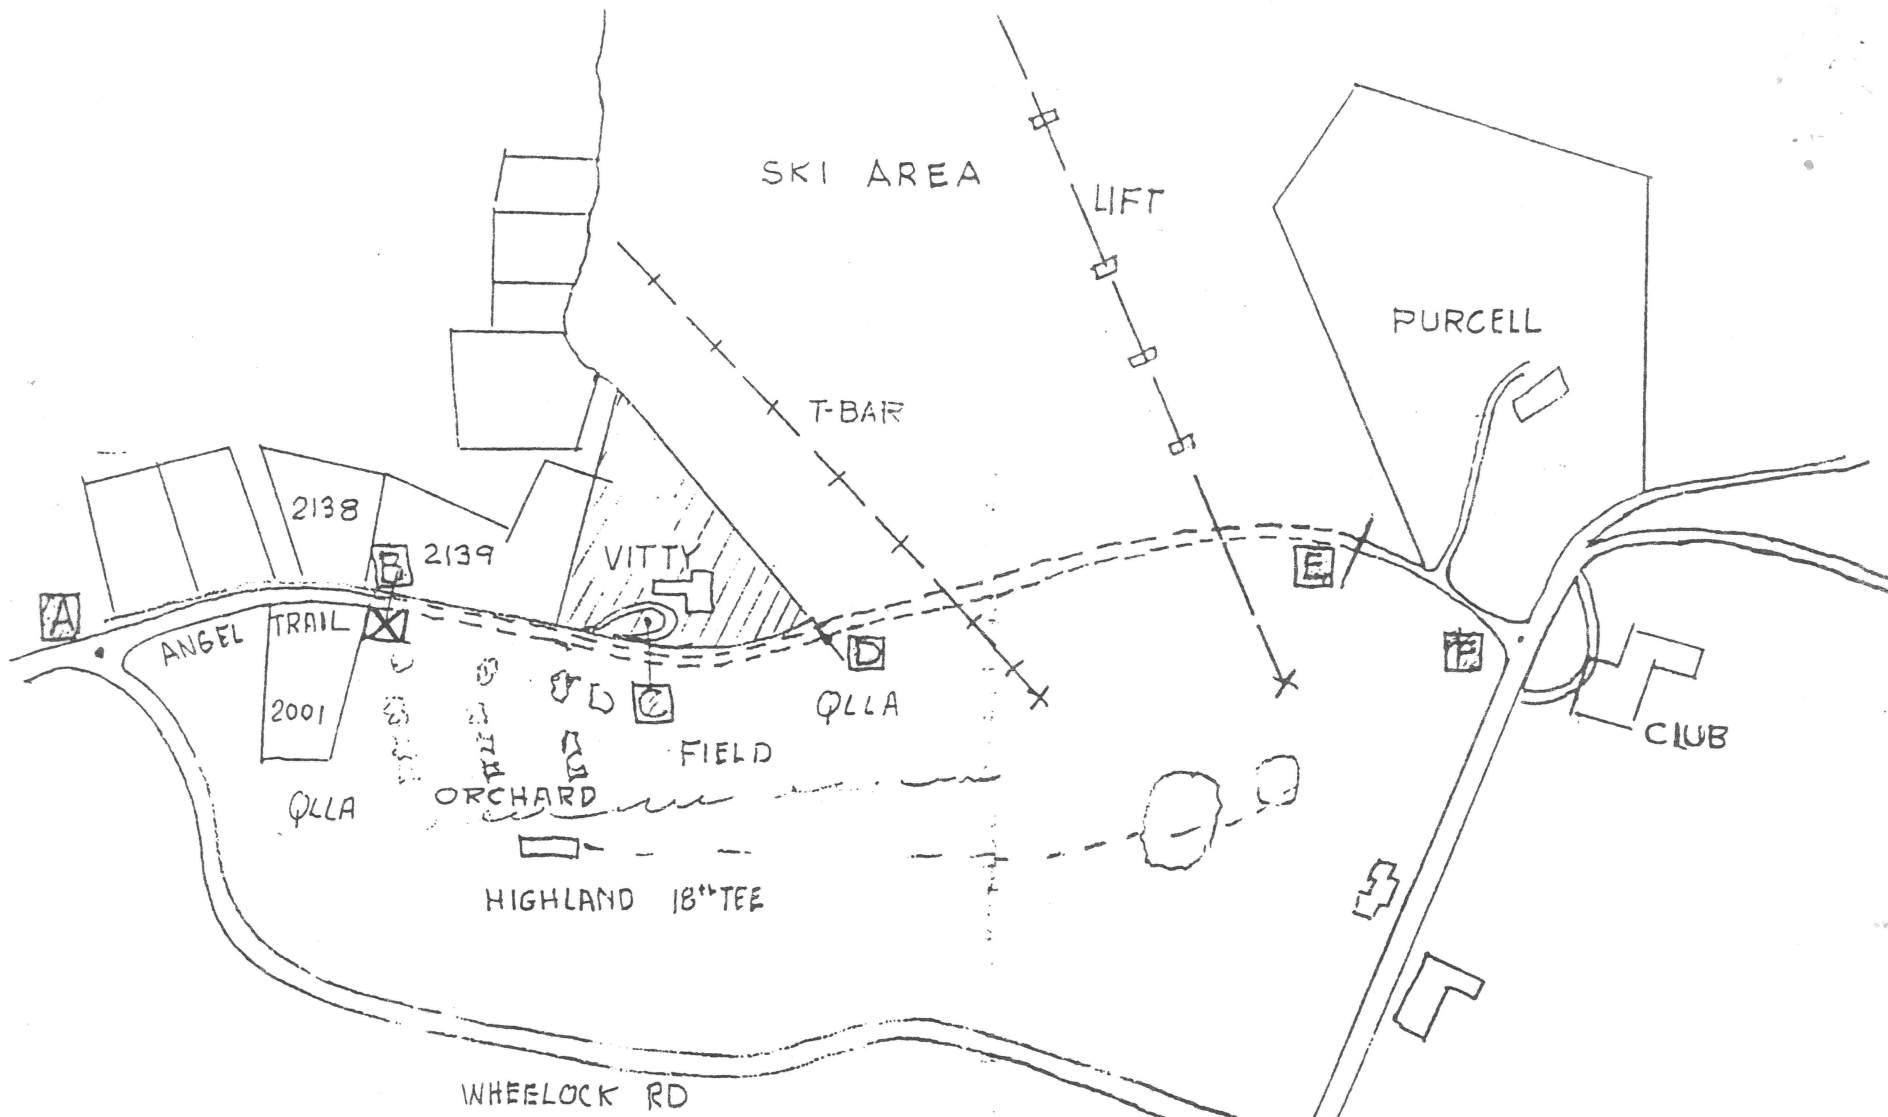 SKI AREA
LIFT
PURCELL
T-BAR
2138
B
2139
VITTY
A
E
ANGEL TRAIL
D
F
2001
C
QLLA
FIELD
CLUB
QLLA
ORCHARD
HIGHLAND 18th TEE
WHEELOCK RD